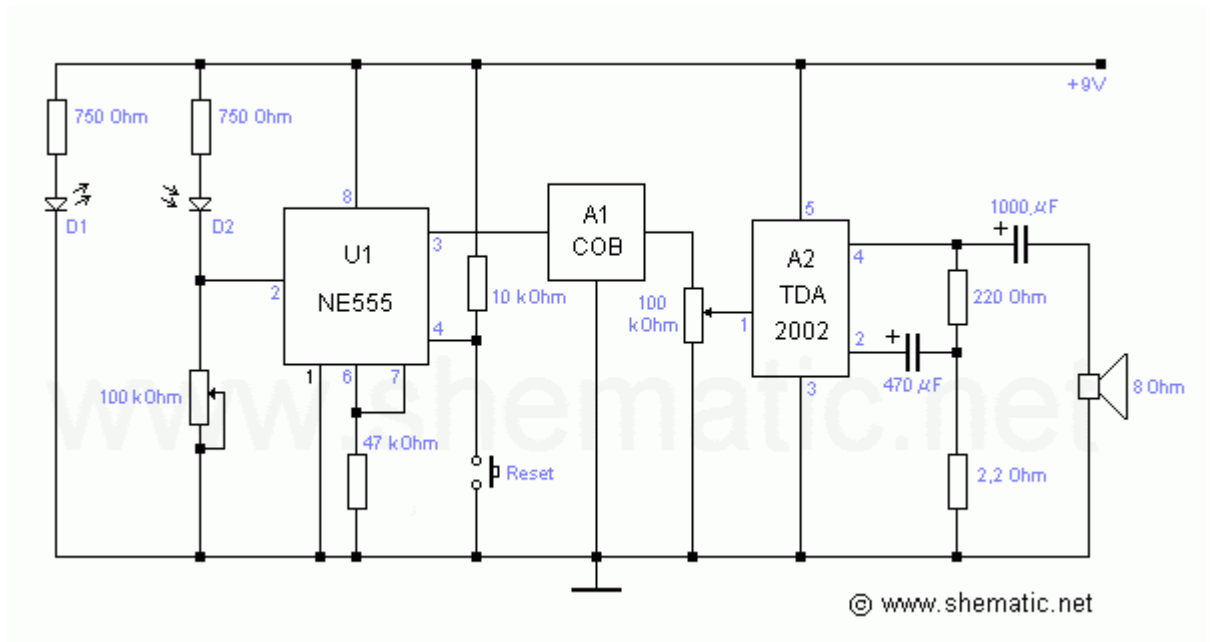 +9V
750 Ohm
750 Ohm
D1
D2
8
U1
NE555
3
2
4
1
6
7
10 kOhm
A1
COB
100
kOhm
5
A2
TDA
2002
4
1
2
3
1000µF
+
220 Ohm
+
470 µF
8 Ohm
100 kOhm
47 kOhm
Reset
2,2 Ohm
www.shematic.net
© www.shematic.net